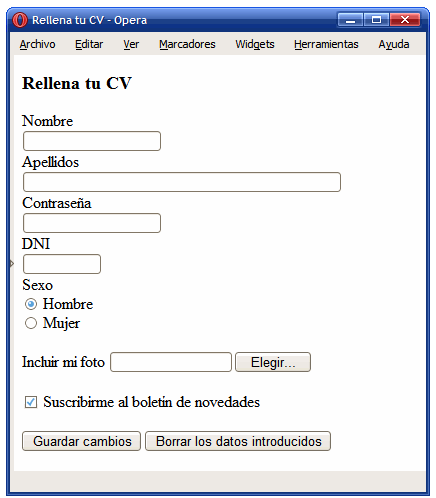 Rellena tu CV - Opera
Archivo Editar Ver Marcadores Widgets Herramientas Ayuda
Rellena tu CV
Nombre
Apellidos
Contraseña
DNI
Sexo
Hombre
Mujer
Incluir mi foto Elegir...
Suscribirme al boletin de novedades
Guardar cambios Borrar los datos introducidos